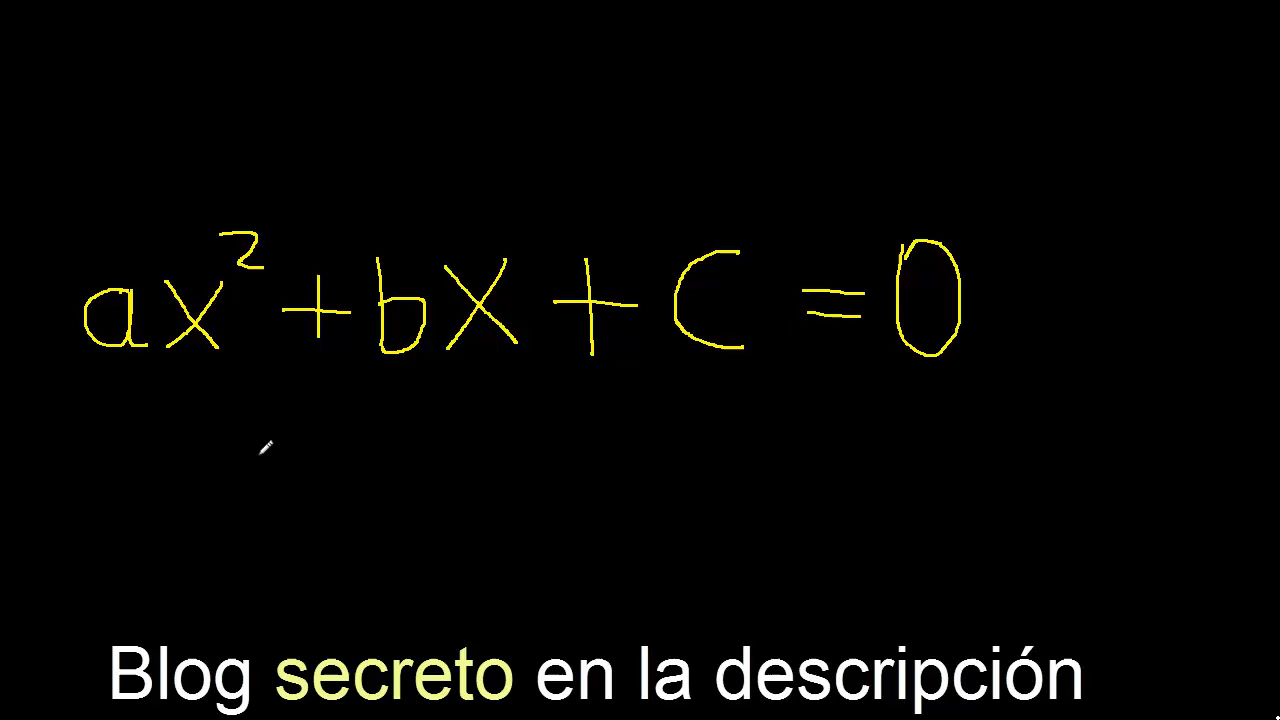 ax² + bx + c = 0
Blog secreto en la descripción